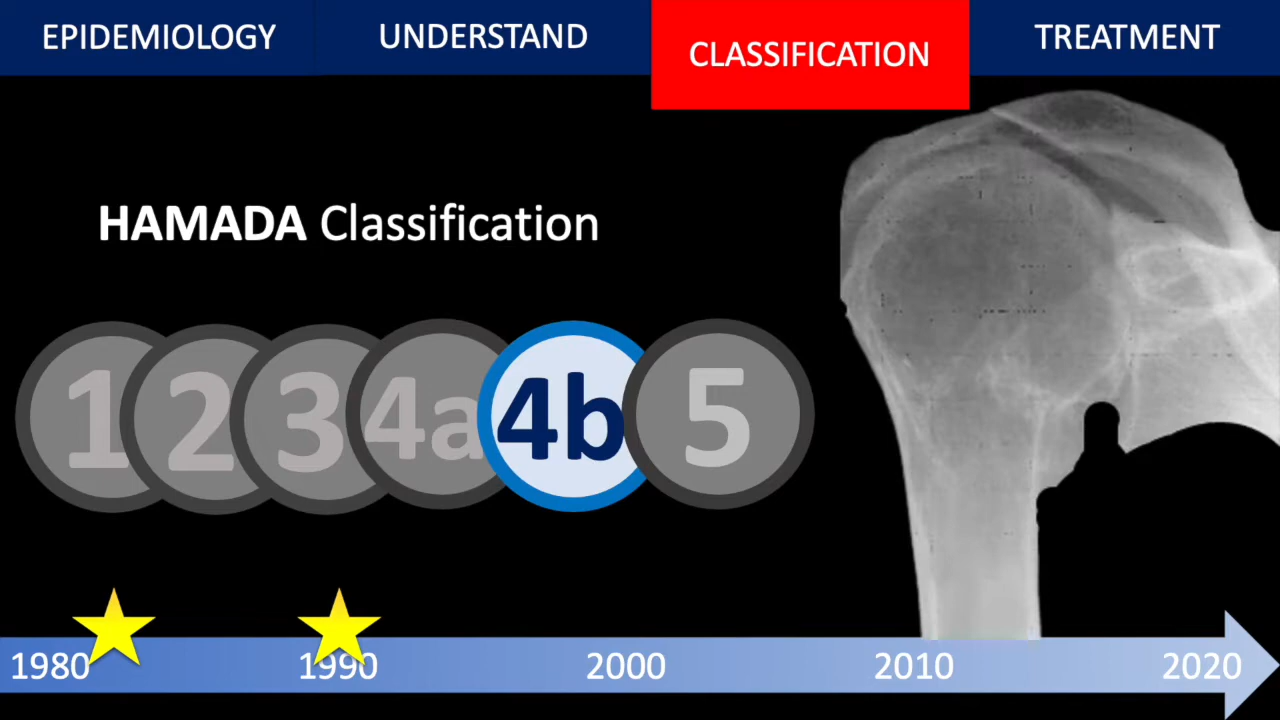 EPIDEMIOLOGY
UNDERSTAND
CLASSIFICATION
TREATMENT
HAMADA Classification
1 2 3 4a 4b 5
1980 1990 2000 2010 2020